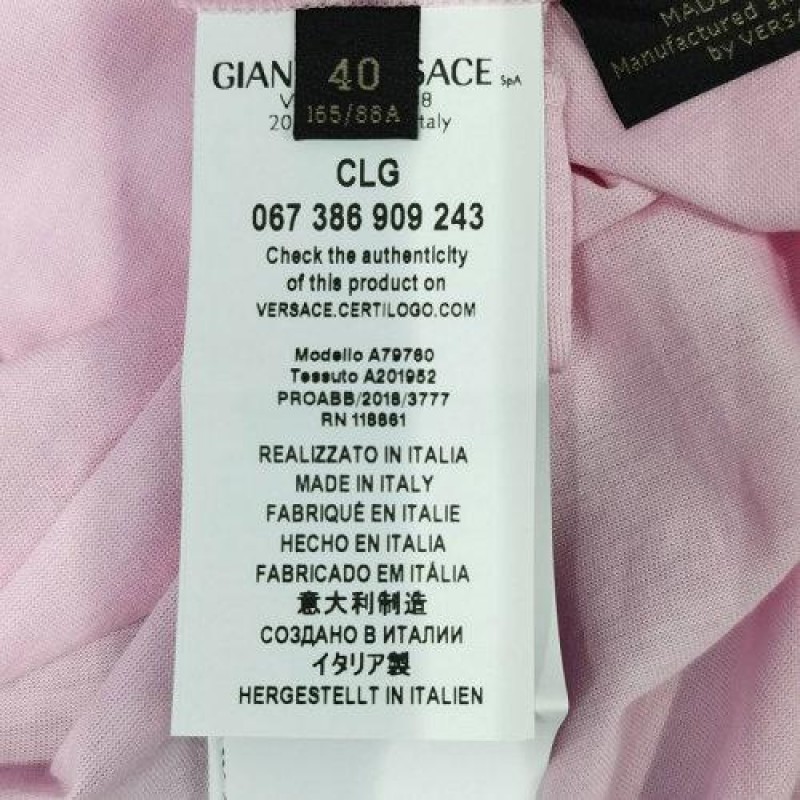 MADE
Manufactured an
by VERSA
GIAN SACE SpA
40
V 8
165/88A
20 taly
CLG
067 386 909 243
Check the authenticity
of this product on
VERSACE.CERTILOGO.COM
Modello A79780
Tessuto A201952
PROABB/2018/3777
RN 118861
REALIZZATO IN ITALIA
MADE IN ITALY
FABRIQUÉ EN ITALIE
HECHO EN ITALIA
FABRICADO EM ITÁLIA
意大利制造
СОЗДАНО В ИТАЛИИ
イタリア製
HERGESTELLT IN ITALIEN